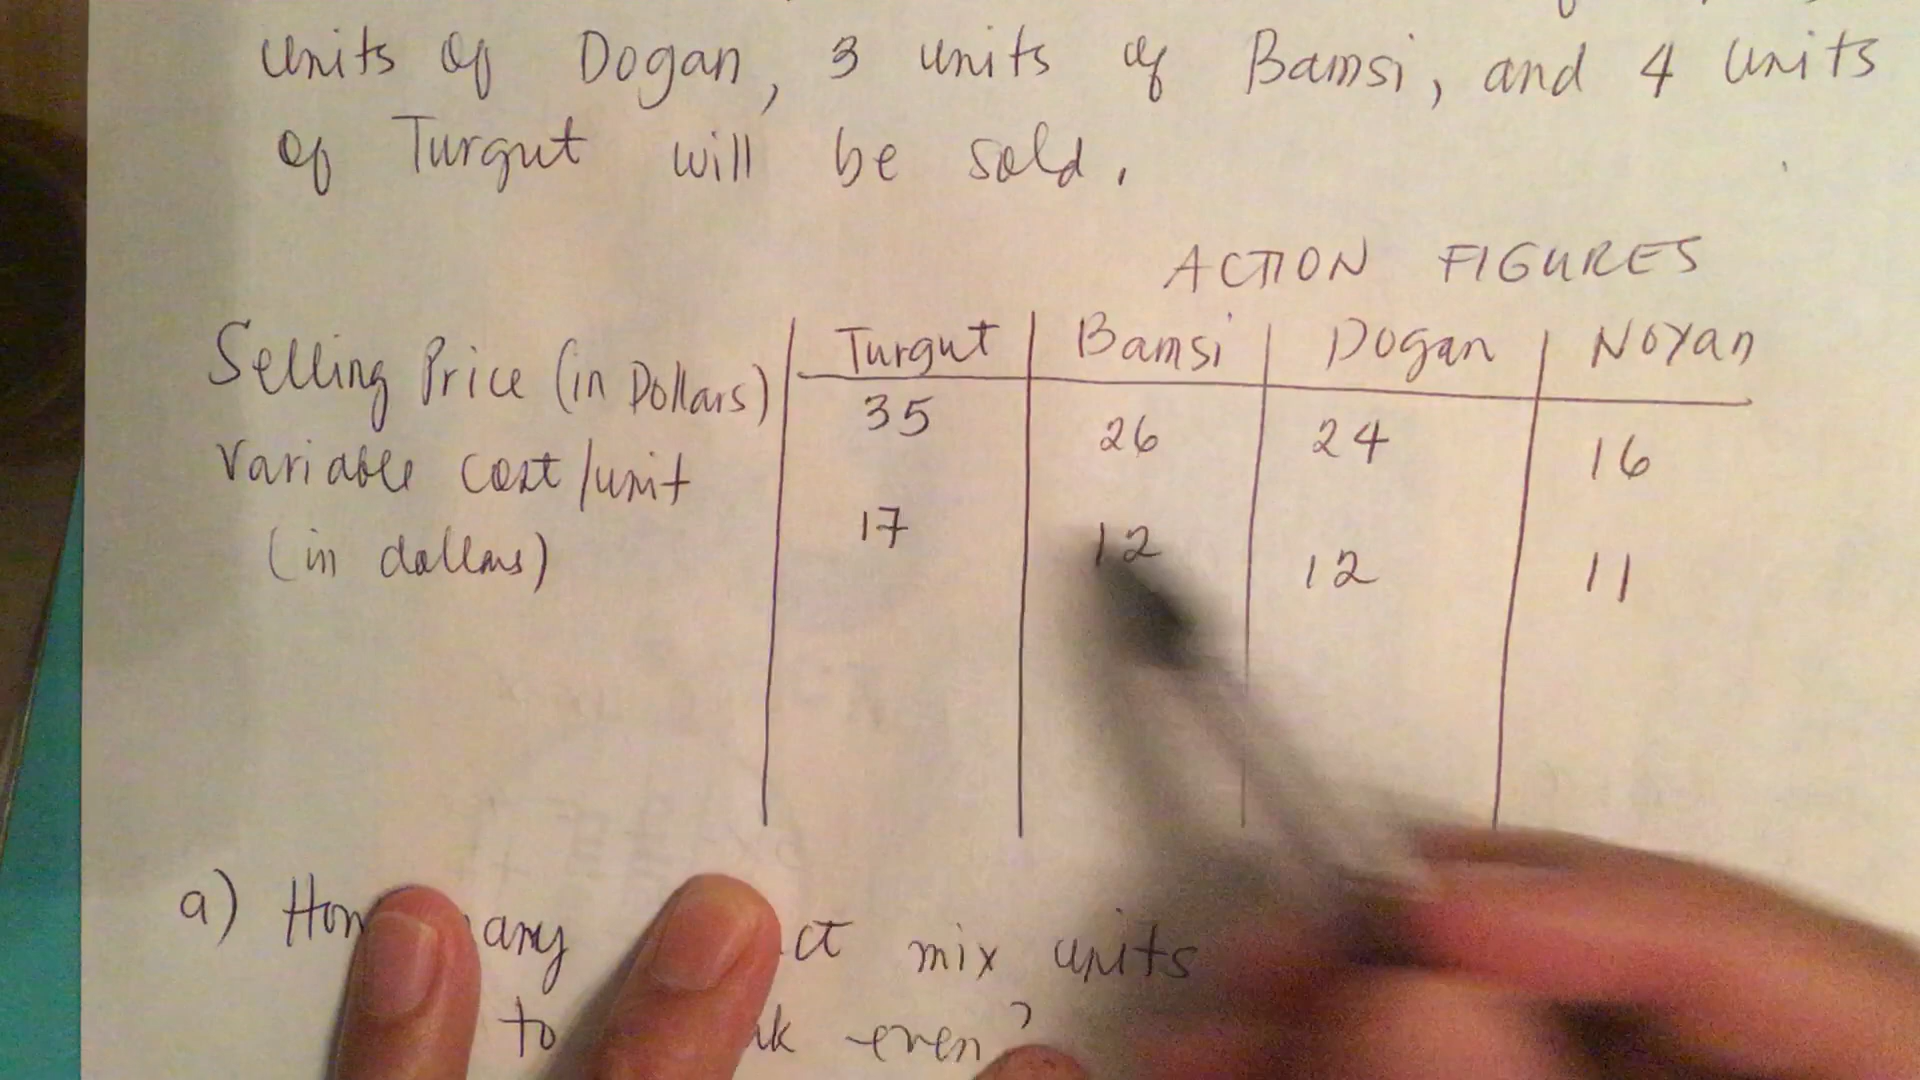 units of Dogan, 3 units of Bamsi, and 4 units
of Turgut will be sold.
ACTION FIGURES
Turgut Bamsi Dogan Noyan
Selling Price (in Dollars) 35 26 24 16
Variable cost/unit
(in dollars) 17 12 12 11
a) How any ct mix units
to even?